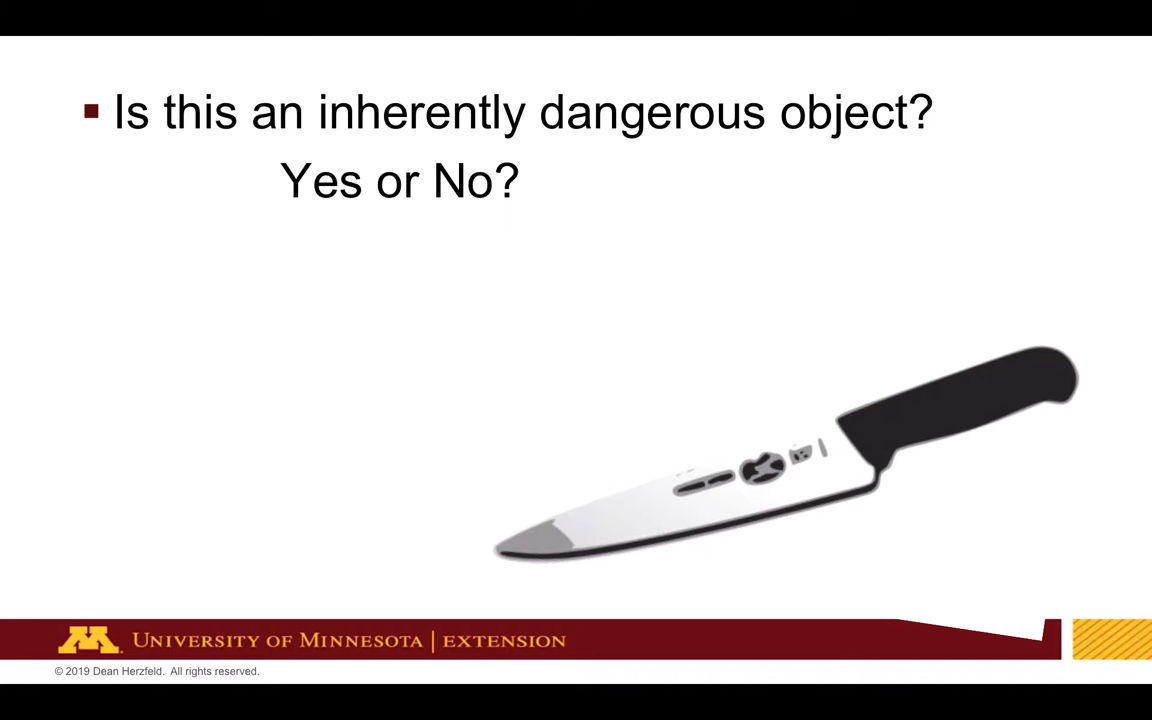 Is this an inherently dangerous object?
Yes or No?
M
UNIVERSITY OF MINNESOTA | EXTENSION
© 2019 Dean Herzfeld. All rights reserved.